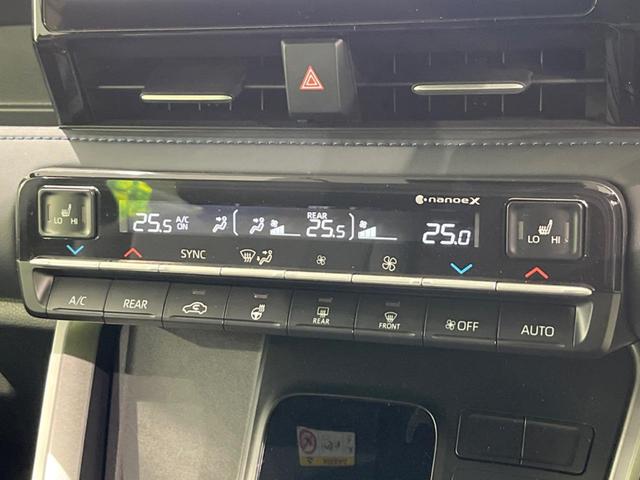 nanoeX
LO HI
25.5 A/C ON REAR 25.5 25.0
LO HI
SYNC
A/C REAR REAR FRONT OFF AUTO